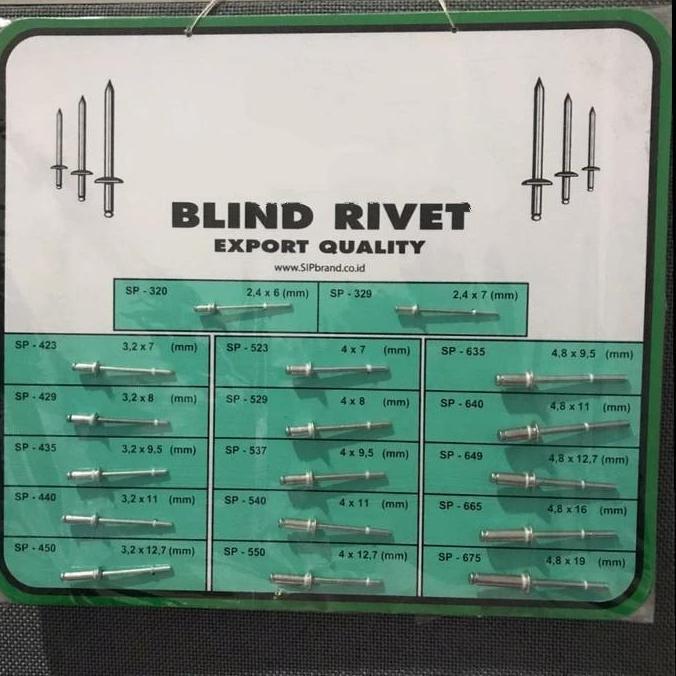 BLIND RIVET
EXPORT QUALITY
www.SIPbrand.co.id
SP - 320 2,4 x 6 (mm) SP - 329 2,4 x 7 (mm)
SP - 423 3,2 x 7 (mm) SP - 523 4 x 7 (mm) SP - 635 4,8 x 9,5 (mm)
SP - 429 3,2 x 8 (mm) SP - 529 4 x 8 (mm) SP - 640 4,8 x 11 (mm)
SP - 435 3,2 x 9,5 (mm) SP - 537 4 x 9,5 (mm) SP - 649 4,8 x 12,7 (mm)
SP - 440 3,2 x 11 (mm) SP - 540 4 x 11 (mm) SP - 665 4,8 x 16 (mm)
SP - 450 3,2 x 12,7 (mm) SP - 550 4 x 12,7 (mm) SP - 675 4,8 x 19 (mm)